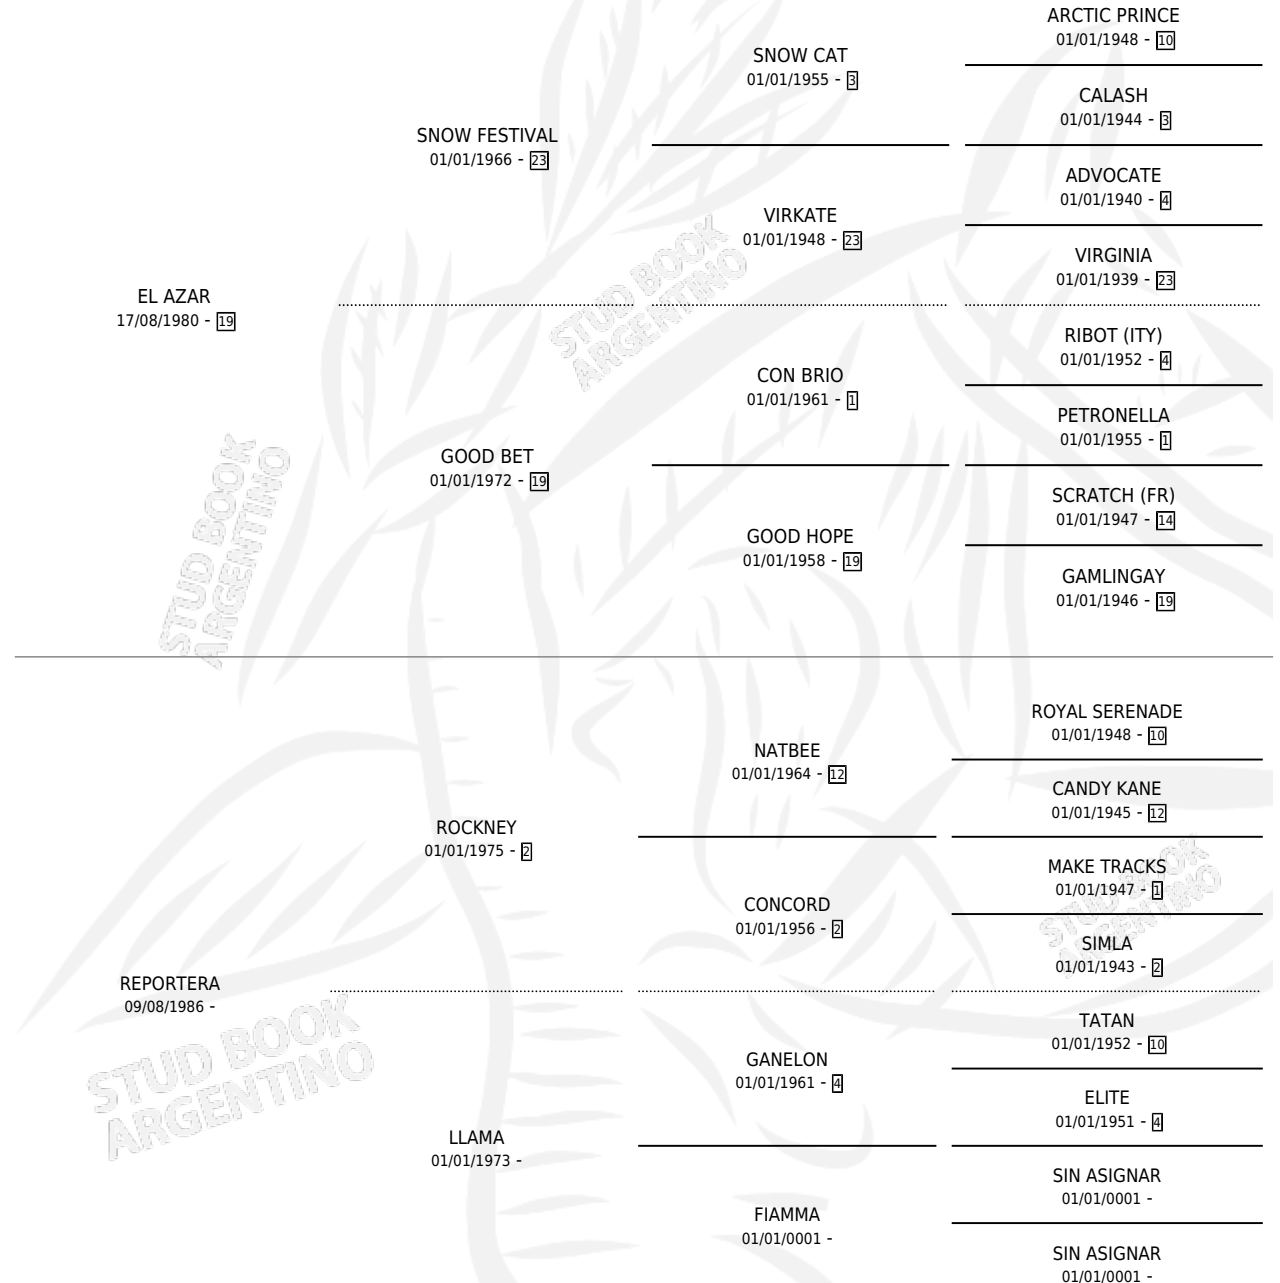 ARCTIC PRINCE
01/01/1948 - 10
SNOW CAT
01/01/1955 - 3
CALASH
01/01/1944 - 3
SNOW FESTIVAL
01/01/1966 - 23
ADVOCATE
01/01/1940 - 4
VIRKATE
01/01/1948 - 23
VIRGINIA
01/01/1939 - 23
EL AZAR
17/08/1980 - 19
RIBOT (ITY)
01/01/1952 - 4
CON BRIO
01/01/1961 - 1
PETRONELLA
01/01/1955 - 1
GOOD BET
01/01/1972 - 19
SCRATCH (FR)
01/01/1947 - 14
GOOD HOPE
01/01/1958 - 19
GAMLINGAY
01/01/1946 - 19
STUD BOOK
ARGENTINO
STUD BOOK
ARGENTINO
ROYAL SERENADE
01/01/1948 - 10
NATBEE
01/01/1964 - 12
CANDY KANE
01/01/1945 - 12
ROCKNEY
01/01/1975 - 2
MAKE TRACKS
01/01/1947 - 1
CONCORD
01/01/1956 - 2
SIMLA
01/01/1943 - 2
REPORTERA
09/08/1986 -
TATAN
01/01/1952 - 10
GANELON
01/01/1961 - 4
ELITE
01/01/1951 - 4
LLAMA
01/01/1973 -
SIN ASIGNAR
01/01/0001 -
FIAMMA
01/01/0001 -
SIN ASIGNAR
01/01/0001 -
STUD BOOK
ARGENTINO
STUD BOOK
ARGENTINO